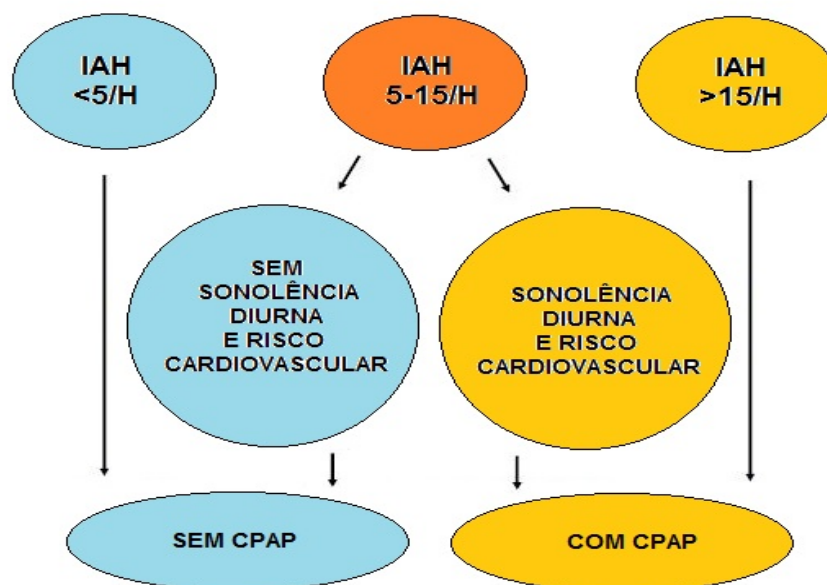 IAH
<5/H
IAH
5-15/H
IAH
>15/H
SEM
SONOLÊNCIA
DIURNA
E RISCO
CARDIOVASCULAR
SONOLÊNCIA
DIURNA
E RISCO
CARDIOVASCULAR
SEM CPAP
COM CPAP